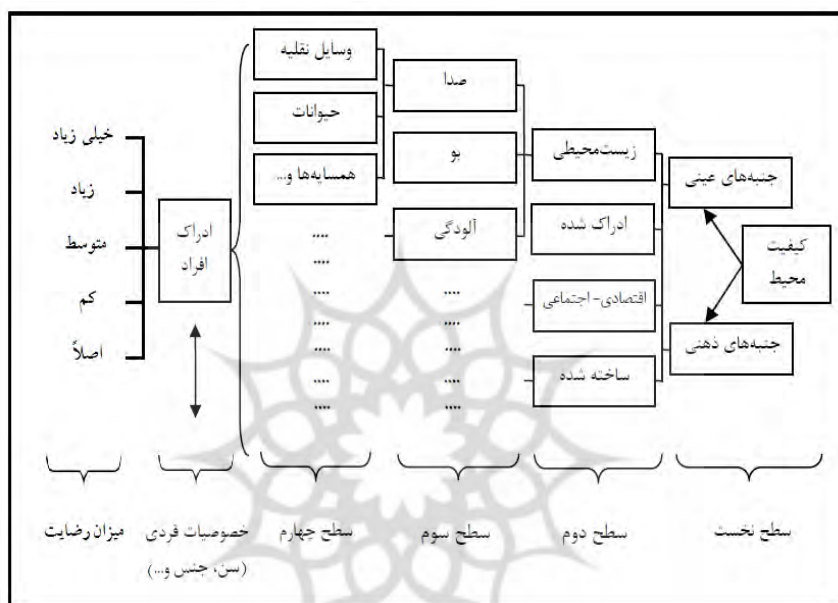 کیفیت
محیط
جنبه‌های عینی
جنبه‌های ذهنی
زیست‌محیطی
ادراک شده
اقتصادی- اجتماعی
ساخته شده
صدا
بو
آلودگی
....
....
....
....
....
وسایل نقلیه
حیوانات
همسایه‌ها و...
....
....
....
....
....
....
....
ادراک
افراد
خیلی زیاد
زیاد
متوسط
کم
اصلاً
سطح نخست
سطح دوم
سطح سوم
سطح چهارم
خصوصیات فردی
(سن، جنس و...)
میزان رضایت